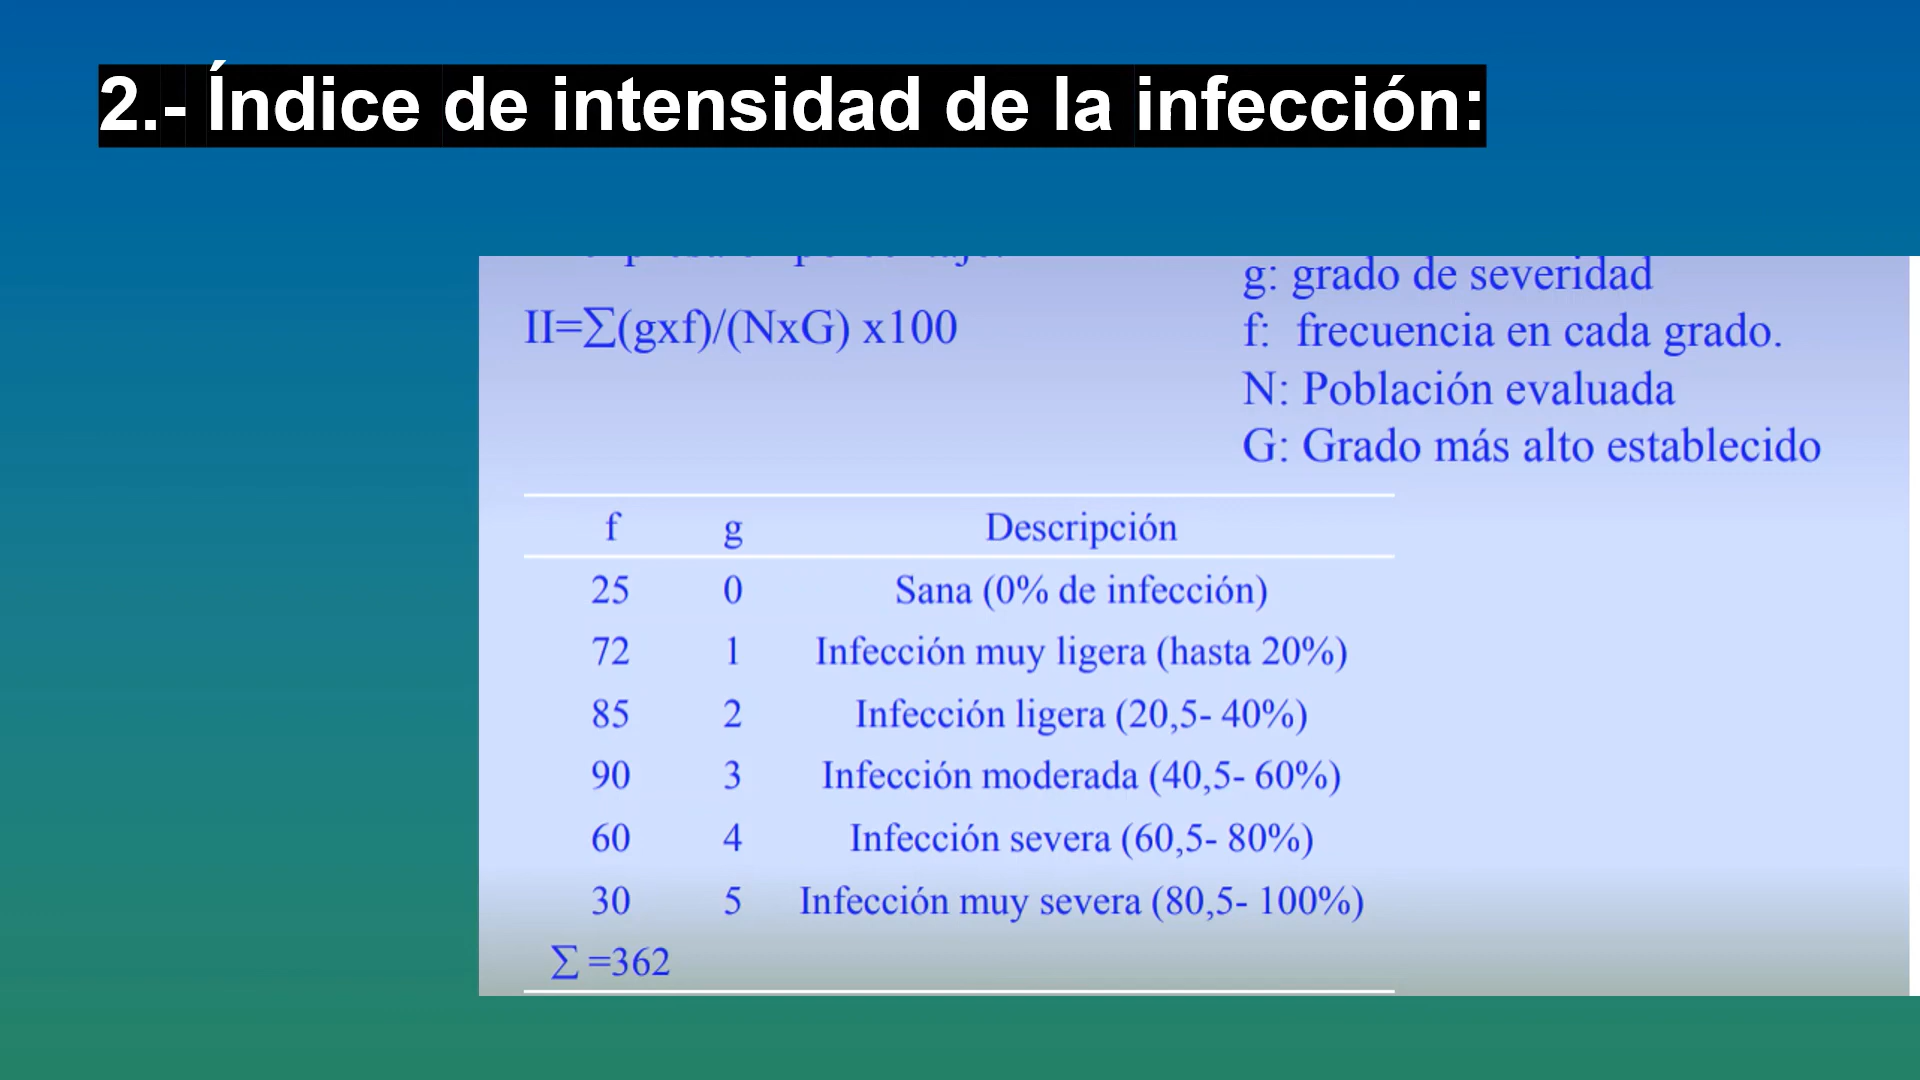 2.- Índice de intensidad de la infección:
g: grado de severidad
II=∑(gxf)/(NxG) x100
f: frecuencia en cada grado.
N: Población evaluada
G: Grado más alto establecido
f g Descripción
25 0 Sana (0% de infección)
72 1 Infección muy ligera (hasta 20%)
85 2 Infección ligera (20,5- 40%)
90 3 Infección moderada (40,5- 60%)
60 4 Infección severa (60,5- 80%)
30 5 Infección muy severa (80,5- 100%)
∑ =362